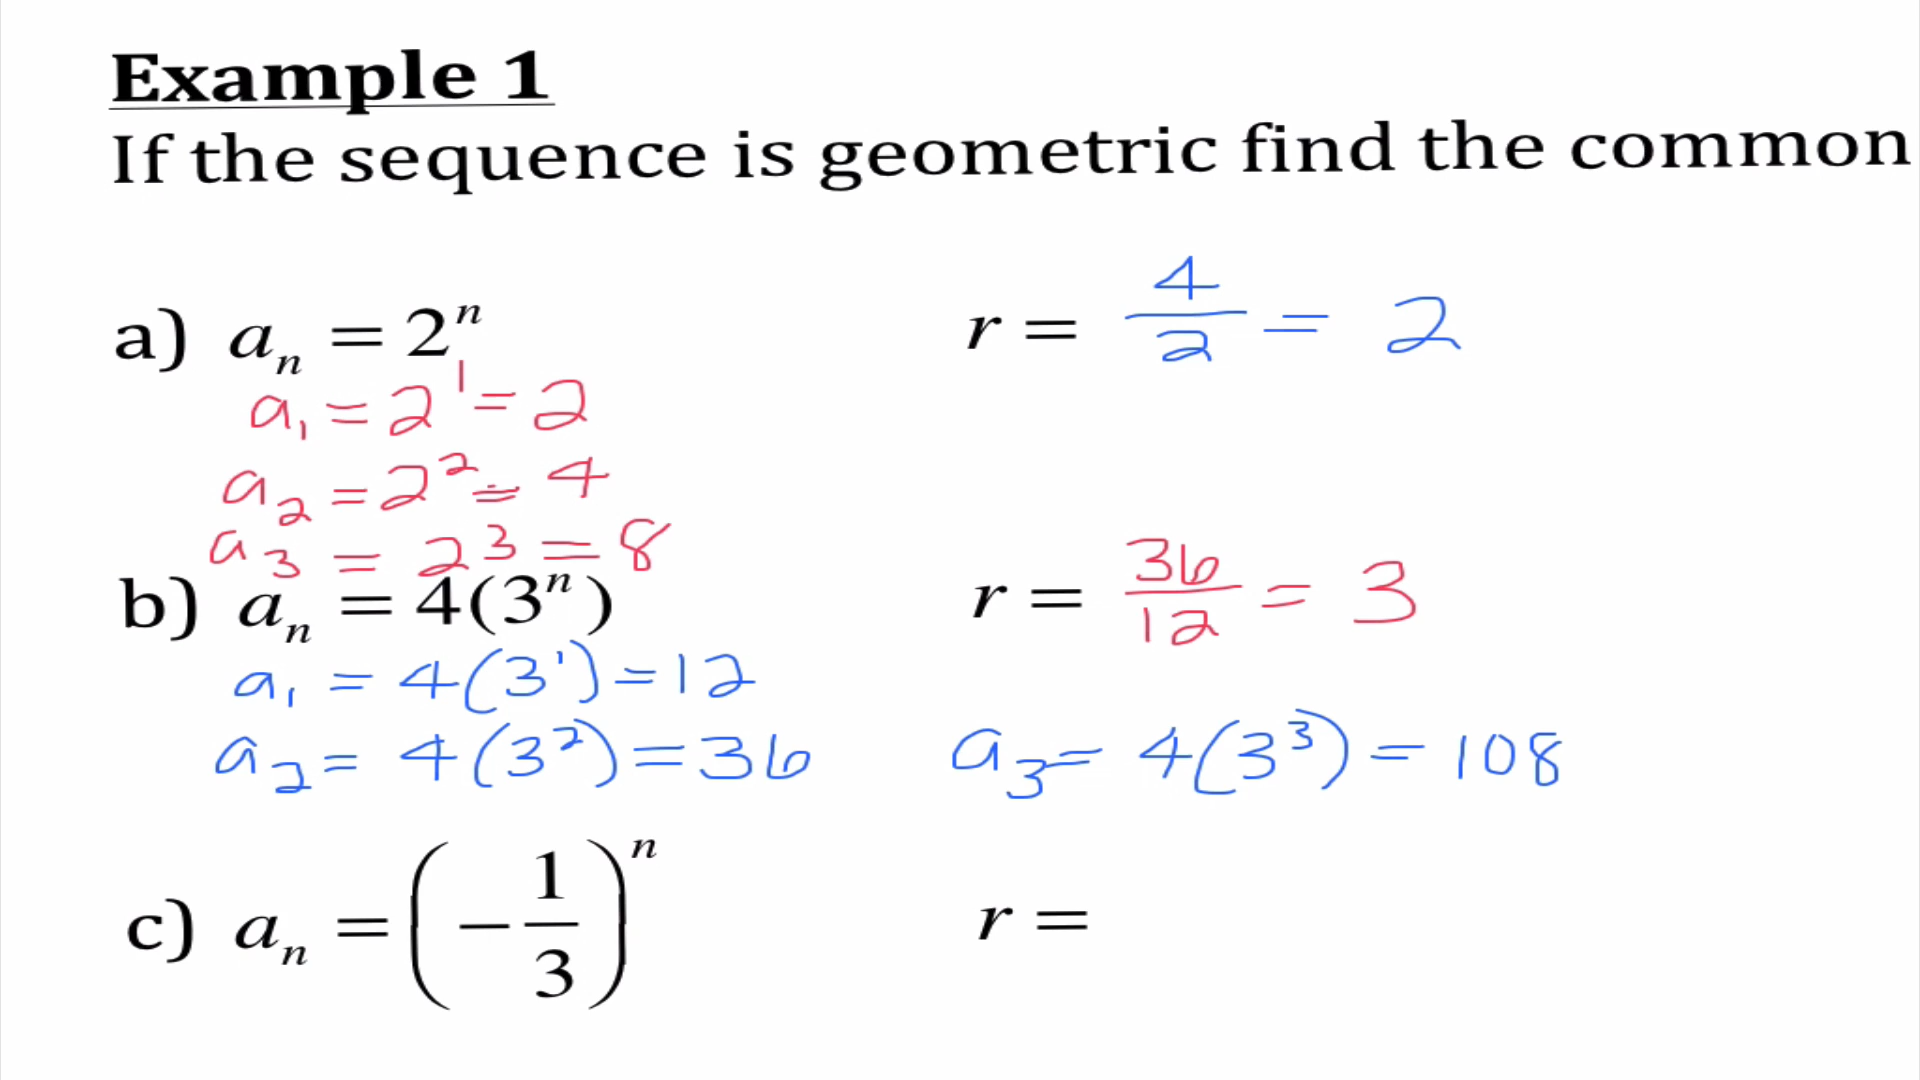 Example 1
If the sequence is geometric find the common
a) aₙ = 2ⁿ
r = 4/2 = 2
a₁ = 2¹ = 2
a₂ = 2² = 4
a₃ = 2³ = 8
b) aₙ = 4(3ⁿ)
r = 36/12 = 3
a₁ = 4(3¹) = 12
a₂ = 4(3²) = 36
a₃ = 4(3³) = 108
c) aₙ = (-1/3)ⁿ
r =